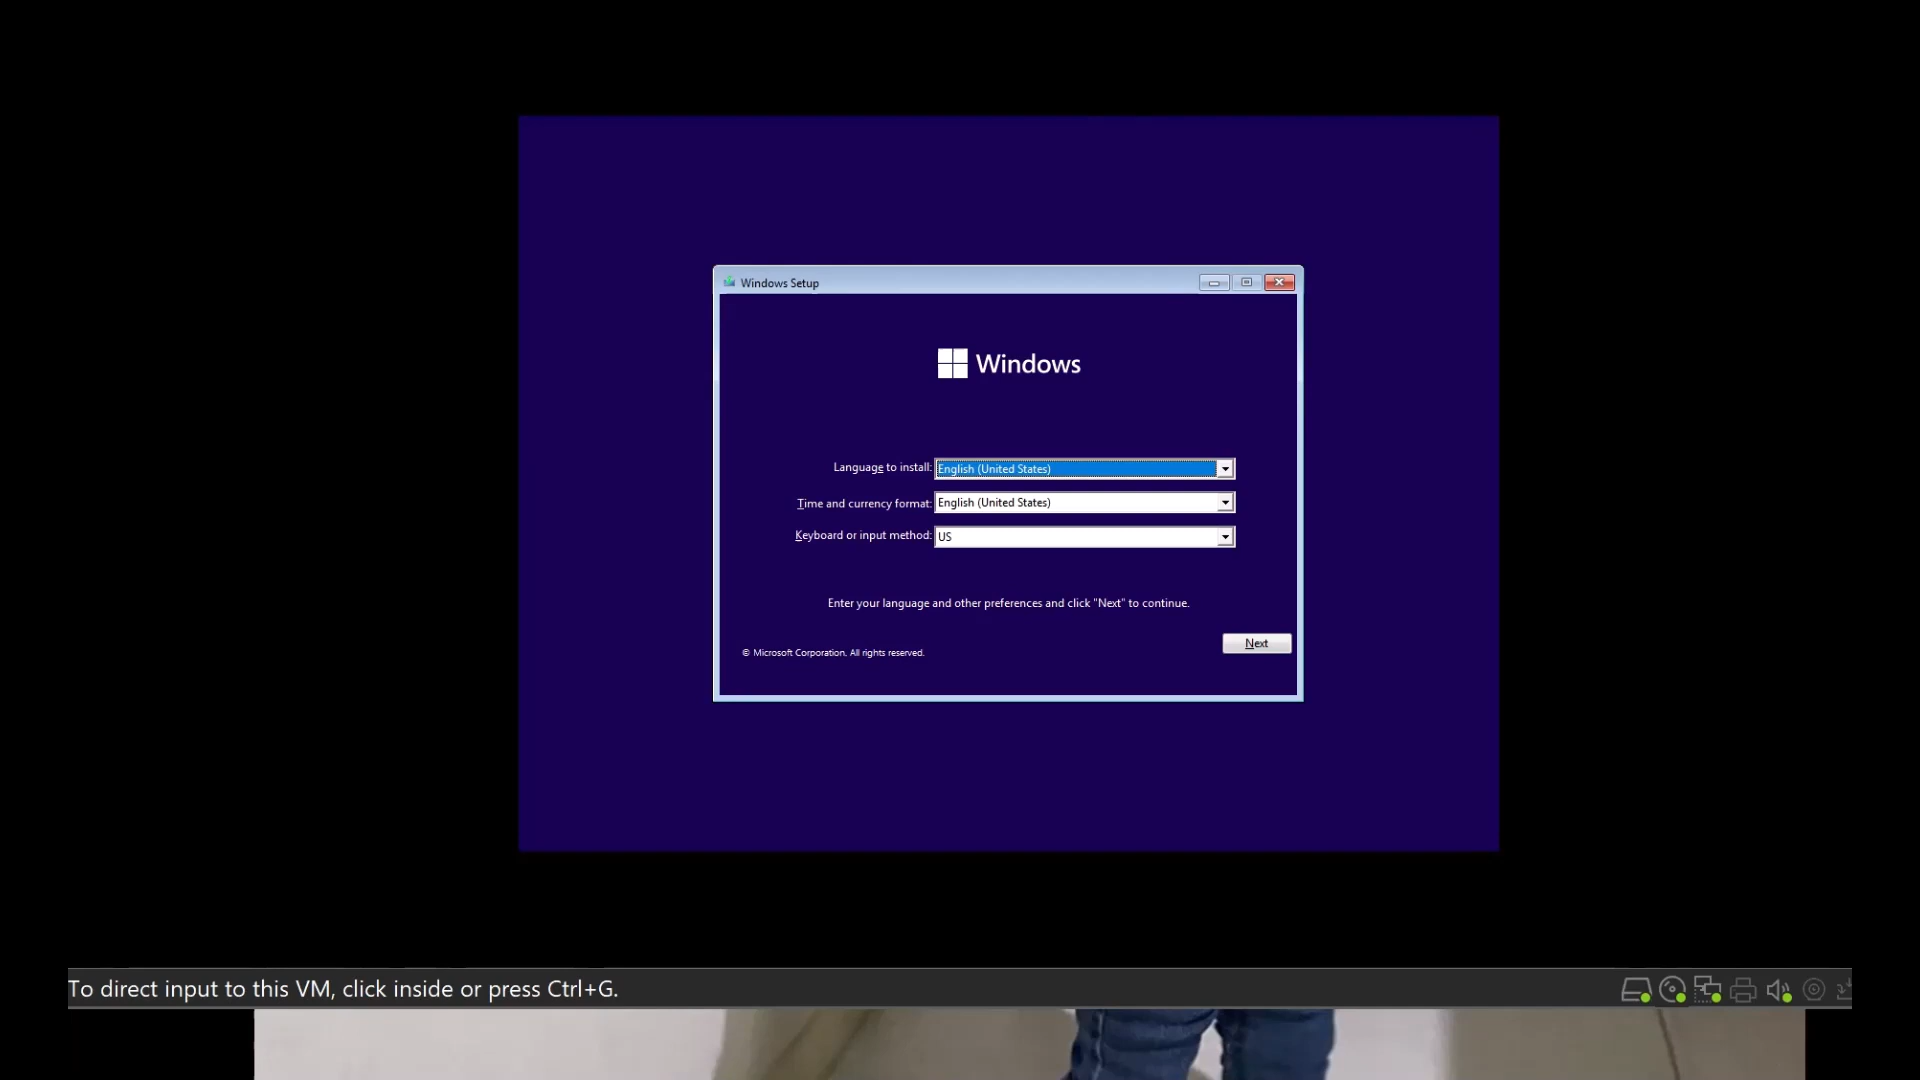 Windows Setup
Windows
Language to install: English (United States)
Time and currency format: English (United States)
Keyboard or input method: US
Enter your language and other preferences and click "Next" to continue.
Next
© Microsoft Corporation. All rights reserved.
To direct input to this VM, click inside or press Ctrl+G.